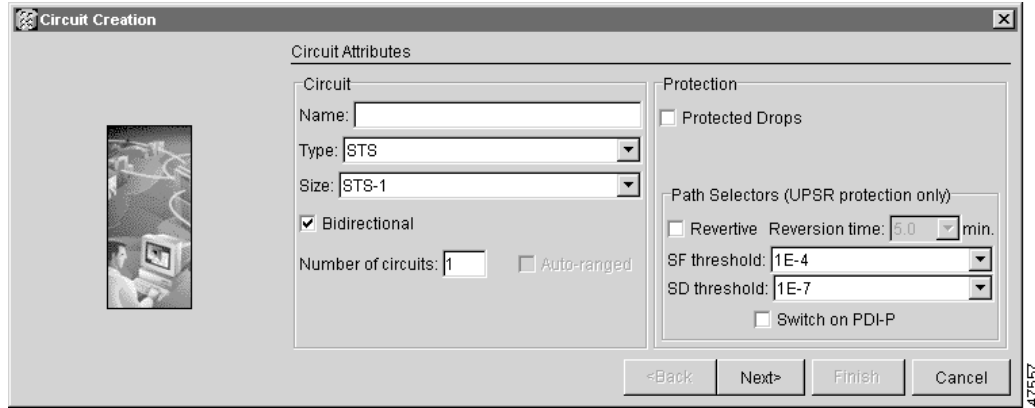 Circuit Creation
Circuit Attributes
Circuit
Name:
Type: STS
Size: STS-1
Bidirectional
Number of circuits: 1
Auto-ranged
Protection
Protected Drops
Path Selectors (UPSR protection only)
Revertive Reversion time: 5.0 min.
SF threshold: 1E-4
SD threshold: 1E-7
Switch on PDI-P
<Back
Next>
Finish
Cancel
47557